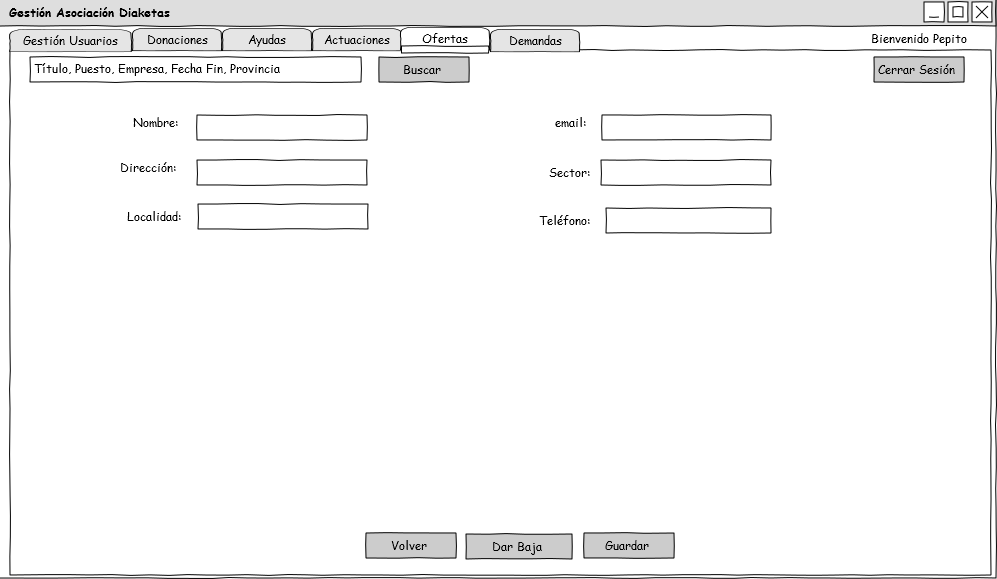 Gestión Asociación Diaketas
Gestión Usuarios Donaciones Ayudas Actuaciones Ofertas Demandas Bienvenido Pepito
Título, Puesto, Empresa, Fecha Fin, Provincia Buscar Cerrar Sesión
Nombre: email:
Dirección: Sector:
Localidad: Teléfono:
Volver Dar Baja Guardar